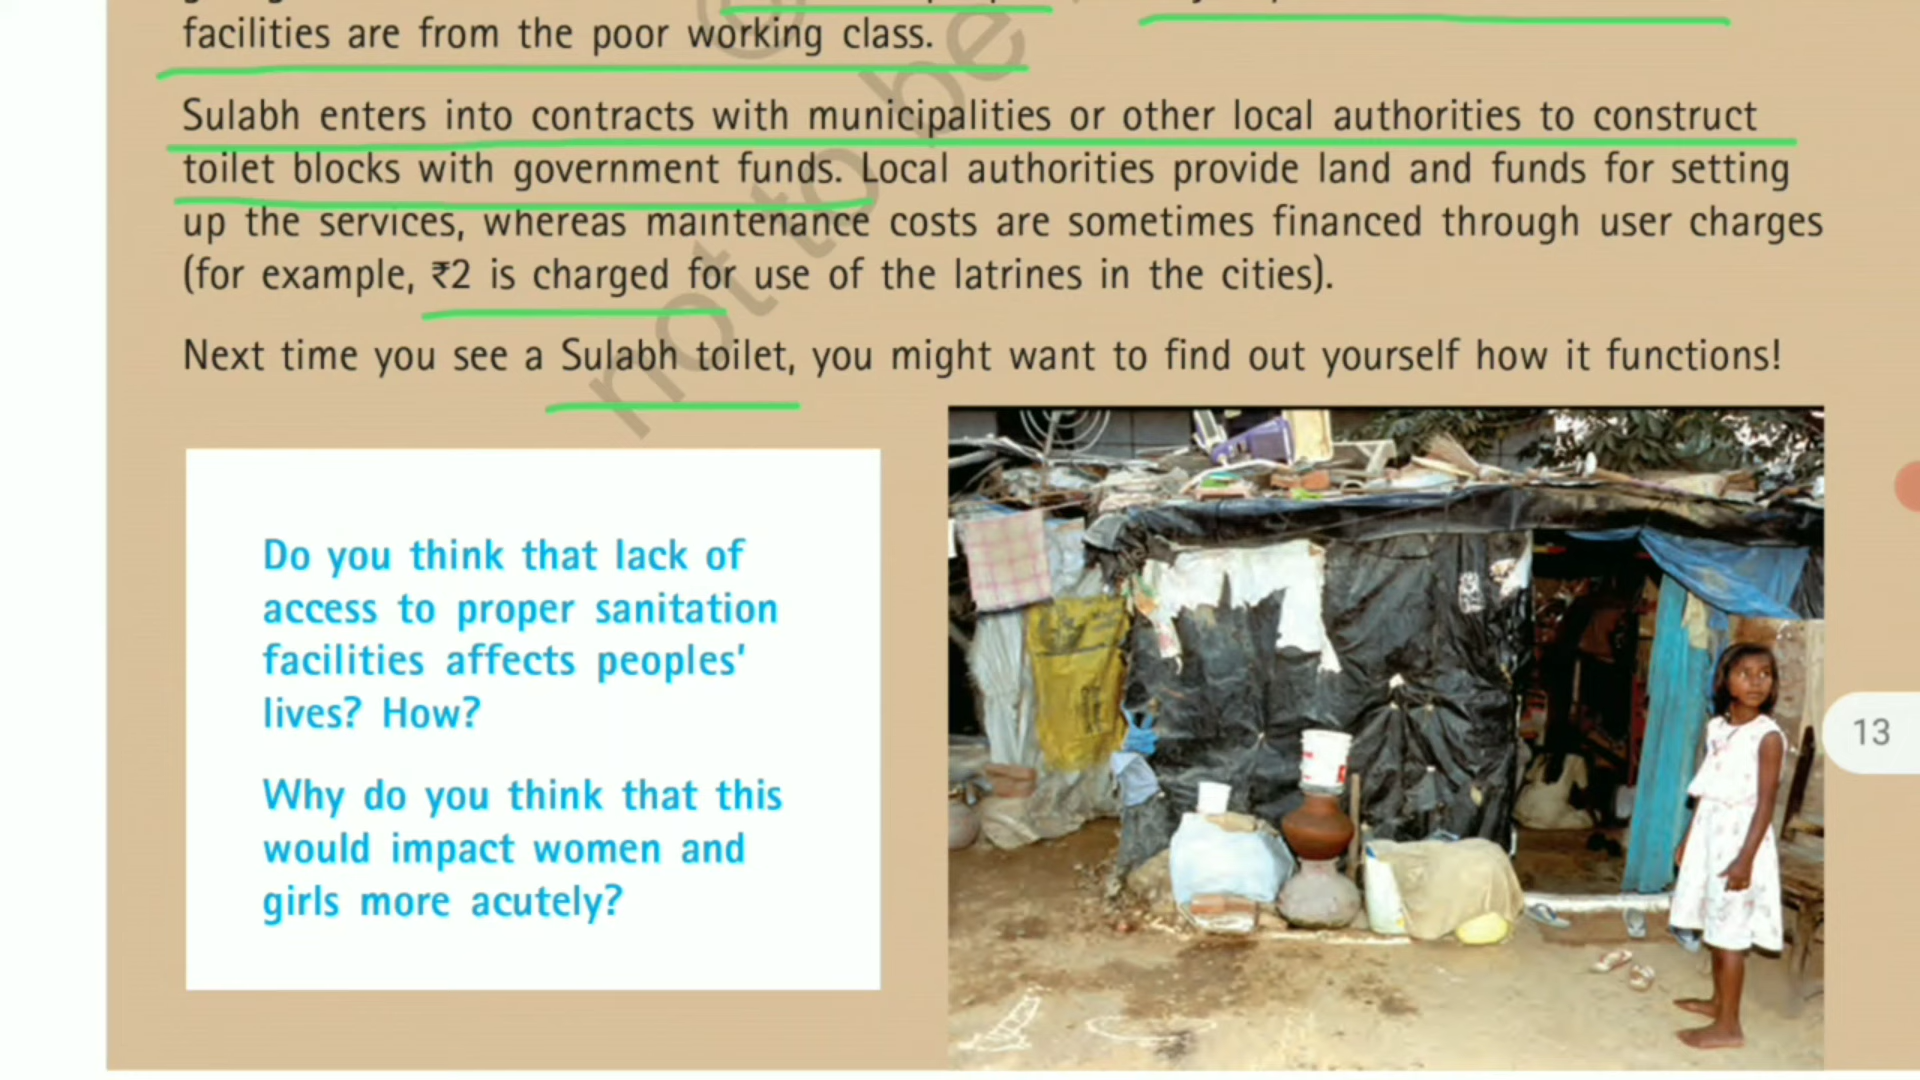 facilities are from the poor working class.
Sulabh enters into contracts with municipalities or other local authorities to construct
toilet blocks with government funds. Local authorities provide land and funds for setting
up the services, whereas maintenance costs are sometimes financed through user charges
(for example, ₹2 is charged for use of the latrines in the cities).
Next time you see a Sulabh toilet, you might want to find out yourself how it functions!
not to be
Do you think that lack of
access to proper sanitation
facilities affects peoples'
lives? How?
Why do you think that this
would impact women and
girls more acutely?
13